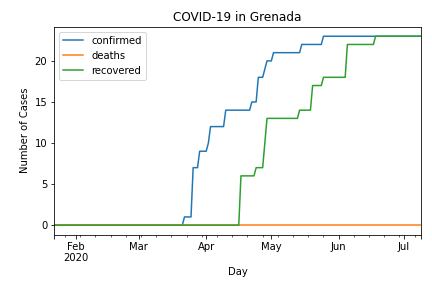 COVID-19 in Grenada
confirmed
deaths
recovered
Number of Cases
20
15
10
5
0
Feb
2020
Mar
Apr
May
Jun
Jul
Day